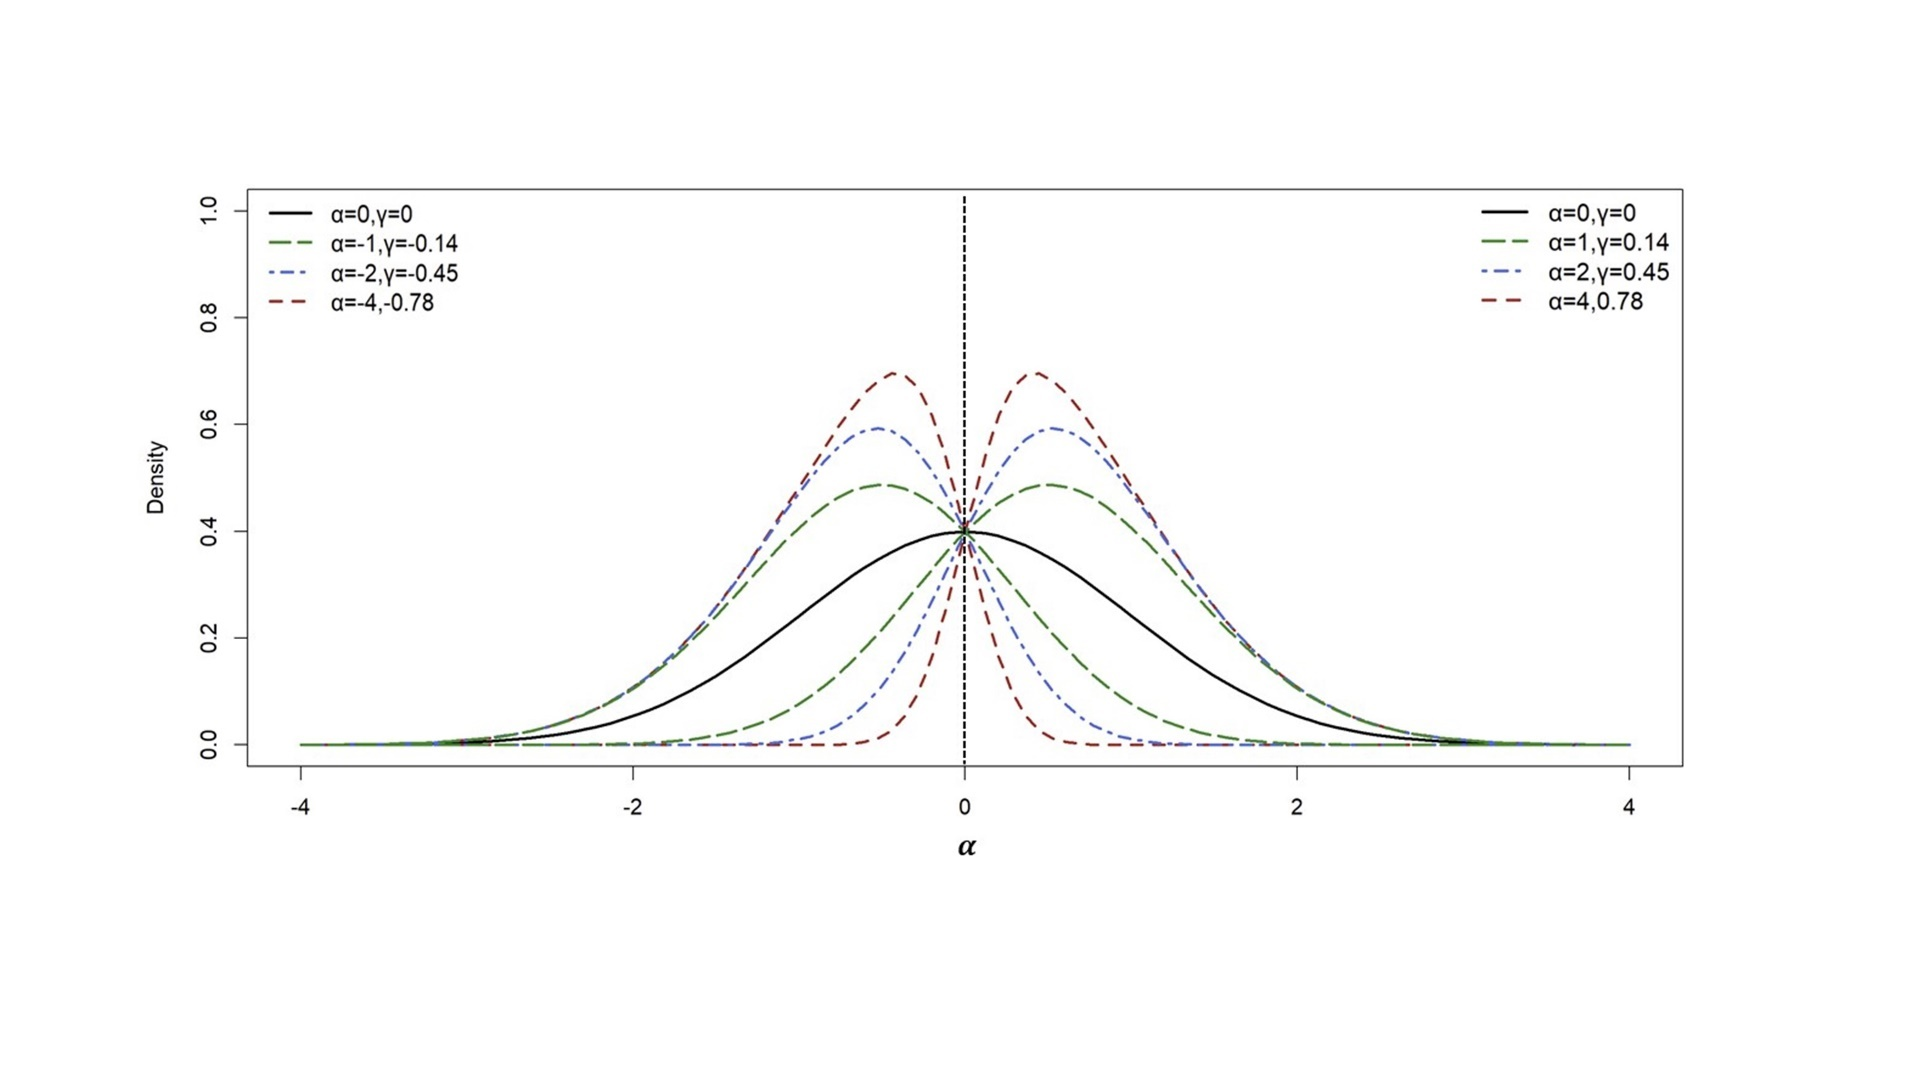 α=0,γ=0
α=-1,γ=-0.14
α=-2,γ=-0.45
α=-4,-0.78
α=0,γ=0
α=1,γ=0.14
α=2,γ=0.45
α=4,0.78
Density
1.0
0.8
0.6
0.4
0.2
0.0
-4 -2 0 2 4
α